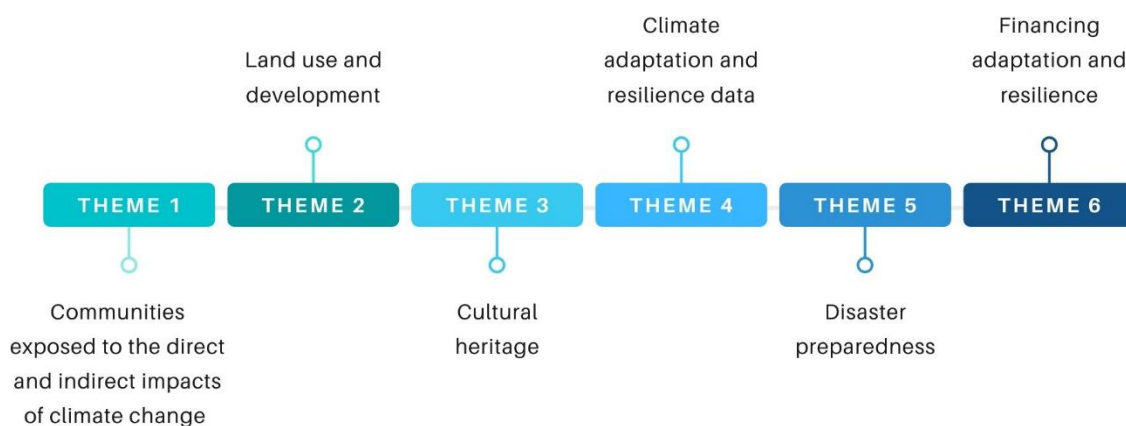 Land use and
development
Climate
adaptation and
resilience data
Financing
adaptation and
resilience
THEME 1
THEME 2
THEME 3
THEME 4
THEME 5
THEME 6
Communities
exposed to the direct
and indirect impacts
of climate change
Cultural
heritage
Disaster
preparedness